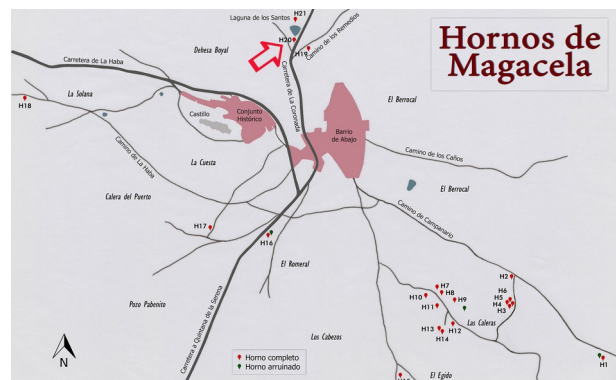 Hornos de
Magacela
Laguna de los Santos
H21
H20
H19
Camino de los Remedios
Dehesa Boyal
Carretera de La Haba
Carretera de La Coronada
La Solana
H18
Castillo
Conjunto
Histórico
Barrio
de Abajo
El Berrocal
Camino de La Haba
La Cuesta
Camino de los Caños
Calera del Puerto
El Berrocal
Camino de Campanario
H17
H16
El Romeral
H2
H7
H8
H6
H10
H9
H5
H4
H3
H11
Pozo Pabenito
Carretera a Quintana de la Serena
Las Caleras
H13
H12
H14
Los Cabezos
H1
N
Horno completo
Horno arruinado
El Egido